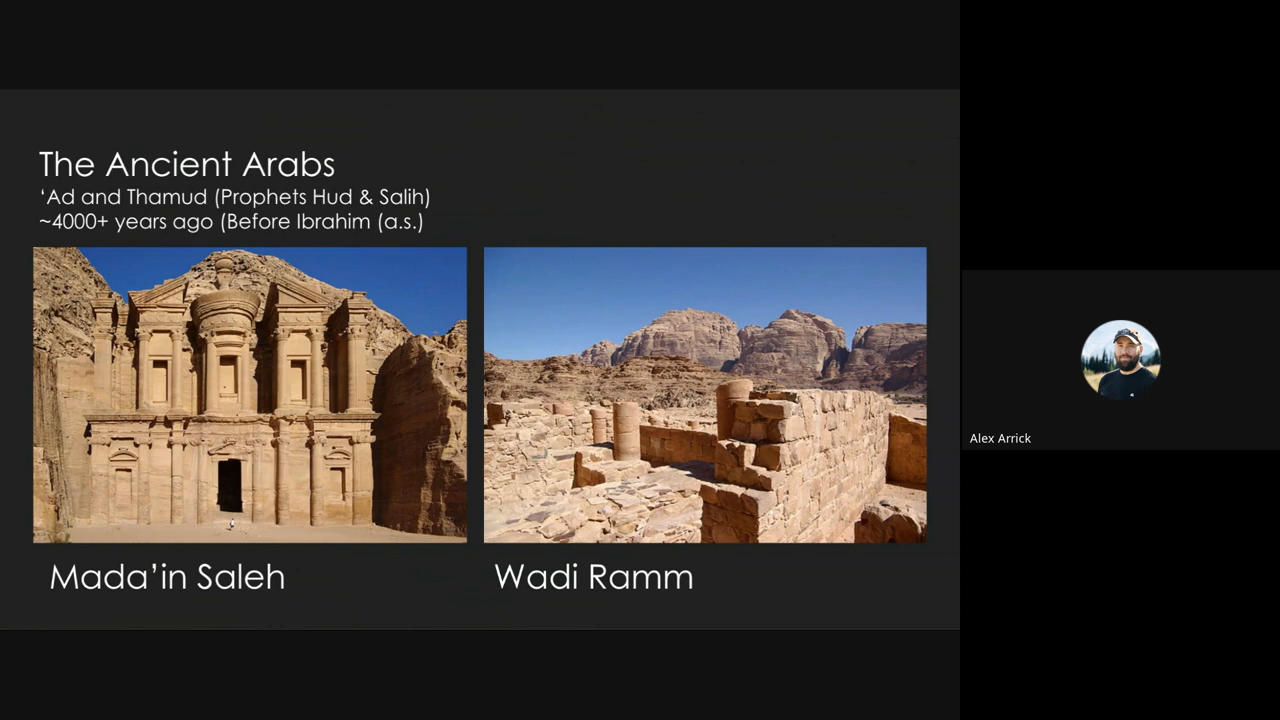 The Ancient Arabs
‘Ad and Thamud (Prophets Hud & Salih)
~4000+ years ago (Before Ibrahim (a.s.)
Mada’in Saleh
Wadi Ramm
Alex Arrick